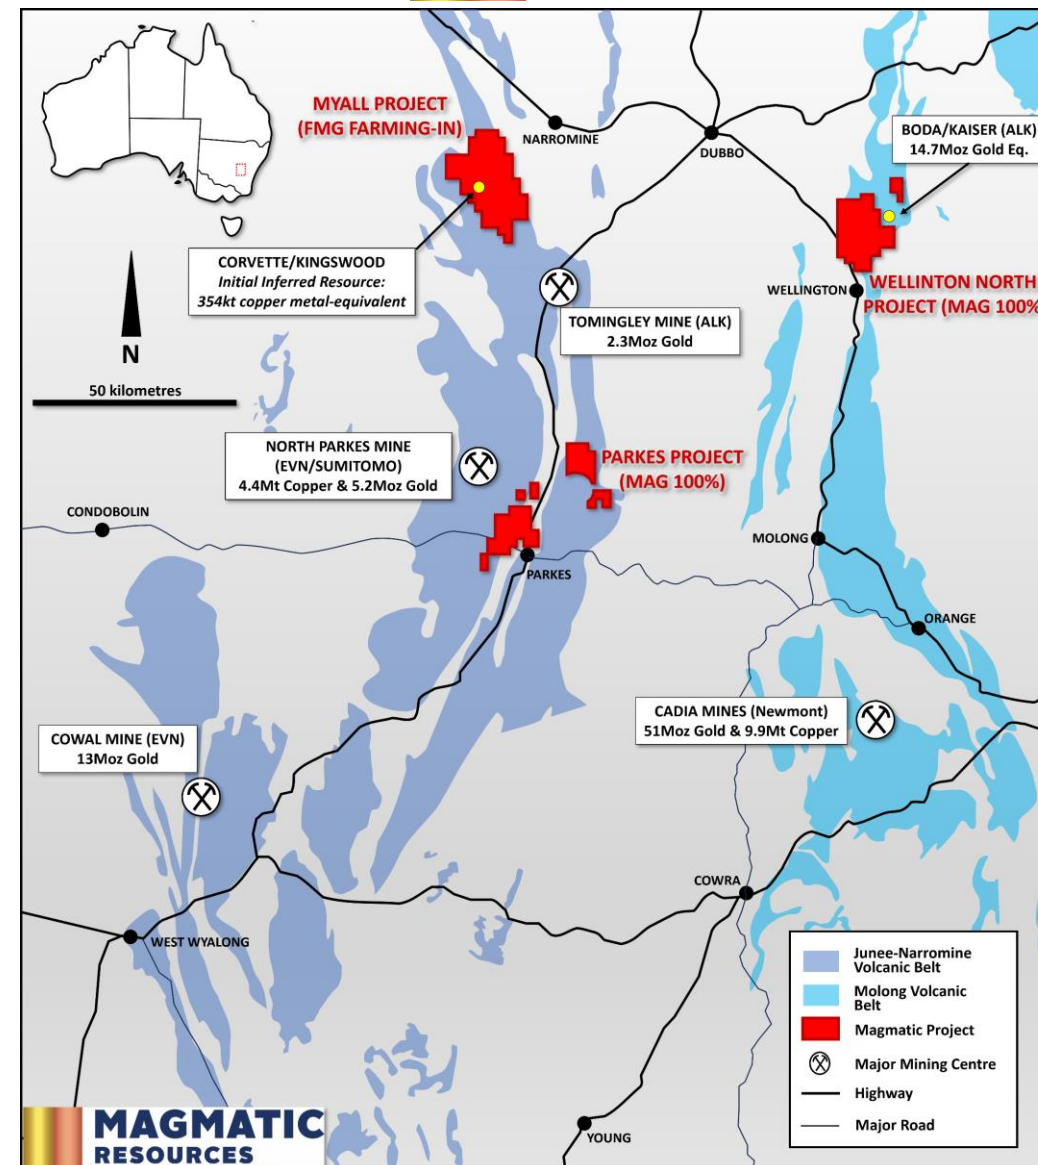 MYALL PROJECT
(FMG FARMING-IN)
NARROMINE
DUBBO
BODA/KAISER (ALK)
14.7Moz Gold Eq.
CORVETTE/KINGSWOOD
Initial Inferred Resource:
354kt copper metal-equivalent
WELLINGTON
WELLINTON NORTH
PROJECT (MAG 100%
TOMINGLEY MINE (ALK)
2.3Moz Gold
N
50 kilometres
NORTH PARKES MINE
(EVN/SUMITOMO)
4.4Mt Copper & 5.2Moz Gold
PARKES PROJECT
(MAG 100%)
CONDOBOLIN
MOLONG
PARKES
ORANGE
CADIA MINES (Newmont)
51Moz Gold & 9.9Mt Copper
COWAL MINE (EVN)
13Moz Gold
COWRA
WEST WYALONG
Junee-Narromine
Volcanic Belt
Molong Volcanic
Belt
Magmatic Project
Major Mining Centre
Highway
Major Road
YOUNG
MAGMATIC
RESOURCES